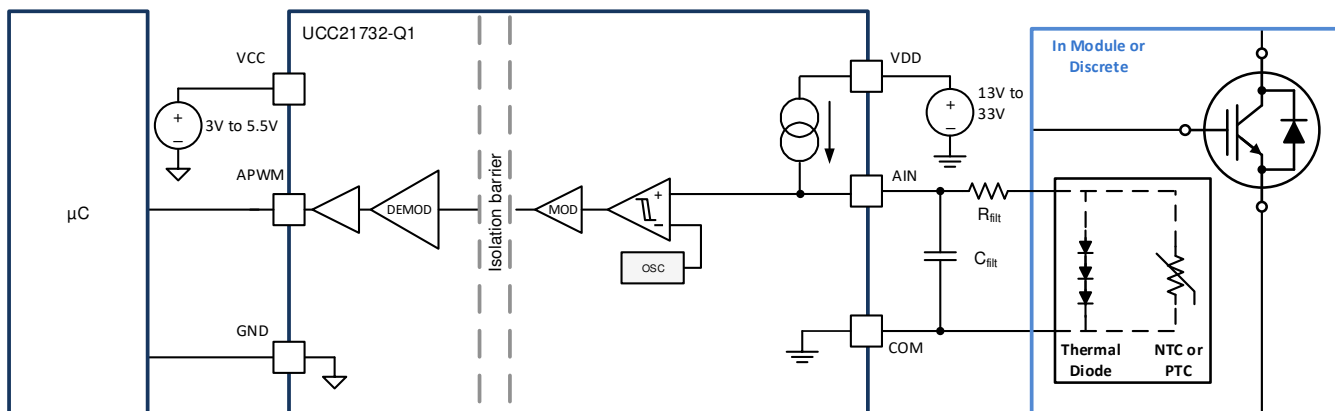 UCC21732-Q1
In Module or
Discrete
VCC
VDD
+
3V to 5.5V
−
+
13V to
33V
−
APWM
AIN
µC
DEMOD
Isolation barrier
MOD
+
−
OSC
Rfilt
Cfilt
GND
COM
Thermal
Diode
NTC or
PTC